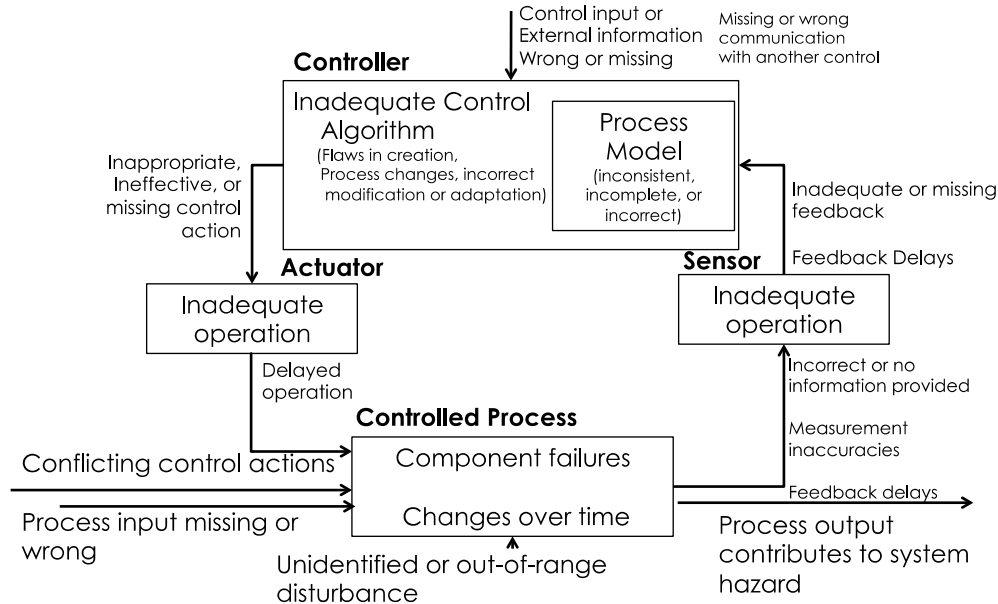 Control input or
External information
Wrong or missing
Missing or wrong
communication
with another control
Controller
Inadequate Control
Algorithm
(Flaws in creation,
Process changes, incorrect
modification or adaptation)
Process
Model
(inconsistent,
incomplete, or
incorrect)
Inappropriate,
Ineffective, or
missing control
action
Inadequate or missing
feedback
Feedback Delays
Actuator
Inadequate
operation
Sensor
Inadequate
operation
Delayed
operation
Incorrect or no
information provided
Measurement
inaccuracies
Feedback delays
Controlled Process
Component failures
Changes over time
Conflicting control actions
Process input missing or
wrong
Unidentified or out-of-range
disturbance
Process output
contributes to system
hazard